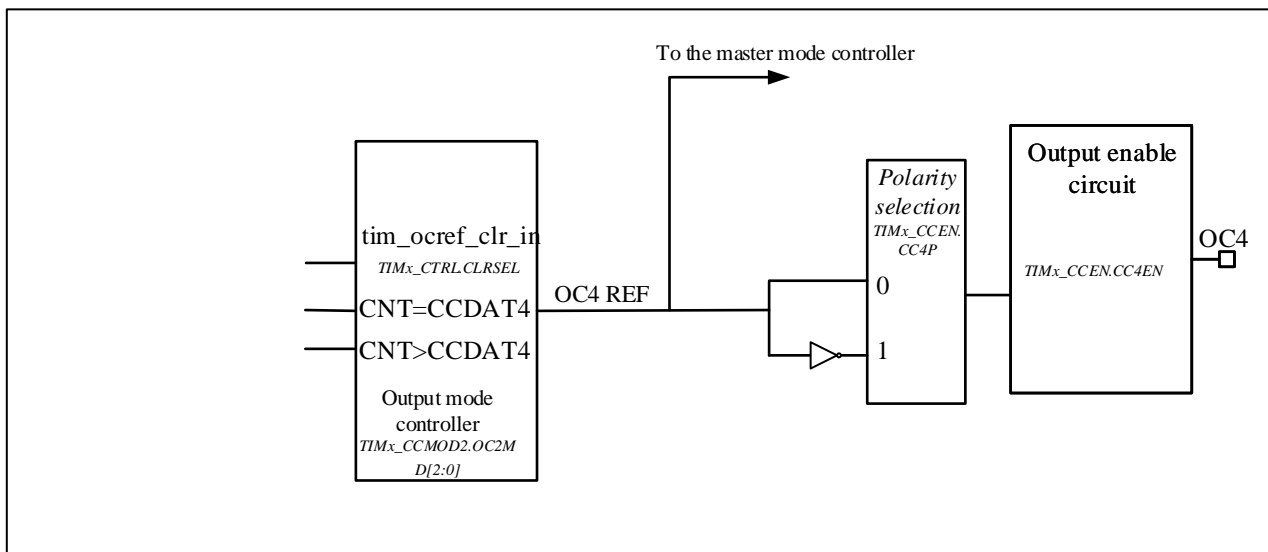 To the master mode controller
tim_ocref_clr_in
TIMx_CTRL.CLRSEL
CNT=CCDAT4
CNT>CCDAT4
Output mode
controller
TIMx_CCMOD2.OC2M
D[2:0]
OC4 REF
Polarity
selection
TIMx_CCEN.
CC4P
0
1
Output enable
circuit
TIMx_CCEN.CC4EN
OC4